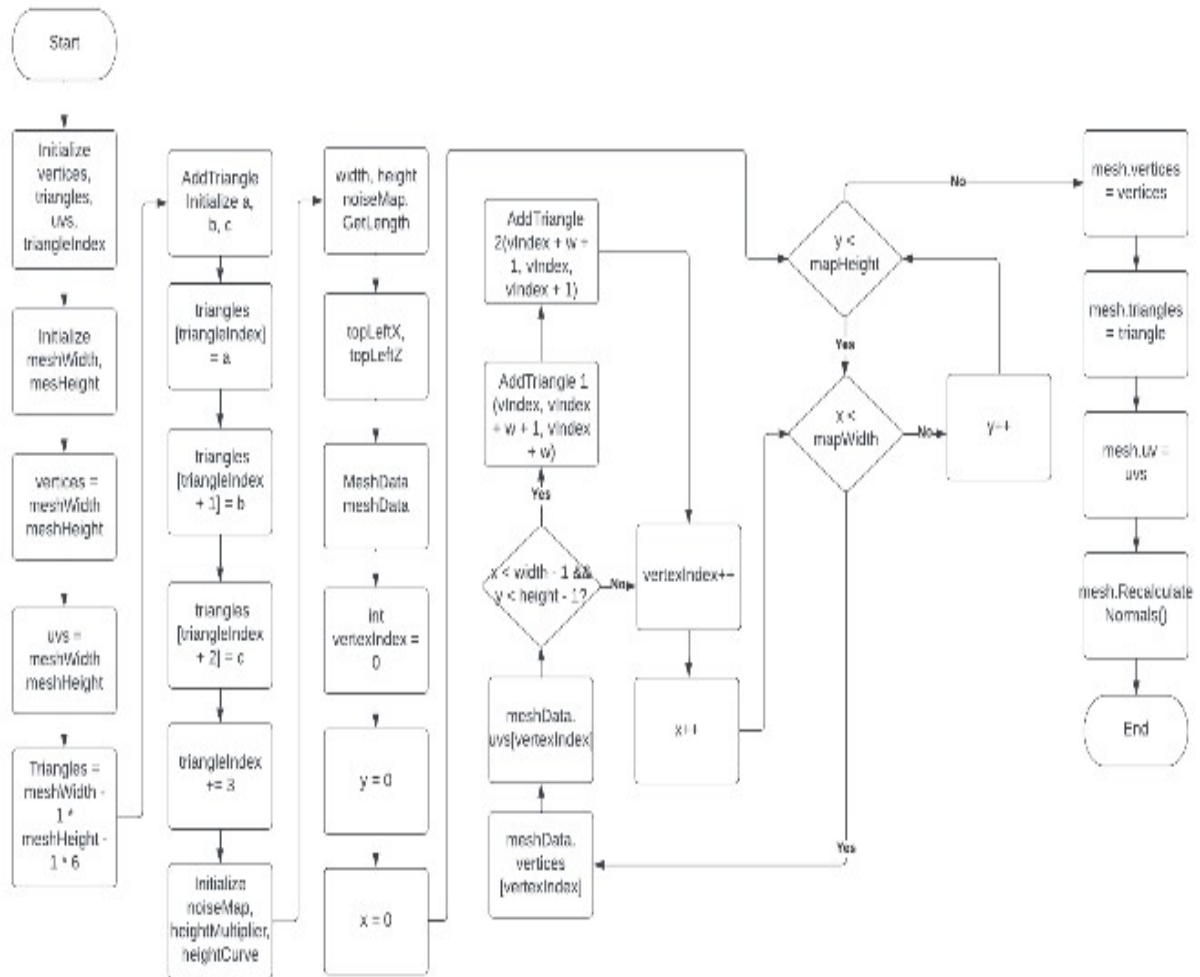 Start
Initialize
vertices,
triangles,
uvs,
triangleIndex
Initialize
meshWidth,
mesHeight
vertices =
meshWidth
meshHeight
uvs =
meshWidth
meshHeight
Triangles =
meshWidth -
1 *
meshHeight -
1 * 6
AddTriangle
Initialize a,
b, c
triangles
[triangleIndex]
= a
triangles
[triangleIndex
+ 1] = b
triangles
[triangleIndex
+ 2] = c
triangleIndex
+= 3
Initialize
noiseMap,
heightMultiplier,
heightCurve
width, height
noiseMap.
GetLength
topLeftX,
topLeftZ
MeshData
meshData
int
vertexIndex =
0
y = 0
x = 0
AddTriangle
2(vIndex + w +
1, vIndex,
vIndex + 1)
AddTriangle 1
(vIndex, vIndex
+ w + 1, vIndex
+ w)
Yes
x < width - 1 &&
y < height - 1?
No
meshData.
uvs[vertexIndex]
meshData.
vertices
[vertexIndex]
vertexIndex++
x++
y <
mapHeight
No
Yes
x <
mapWidth
No
Yes
y++
mesh.vertices
= vertices
mesh.triangles
= triangle
mesh.uv =
uvs
mesh.Recalculate
Normals()
End